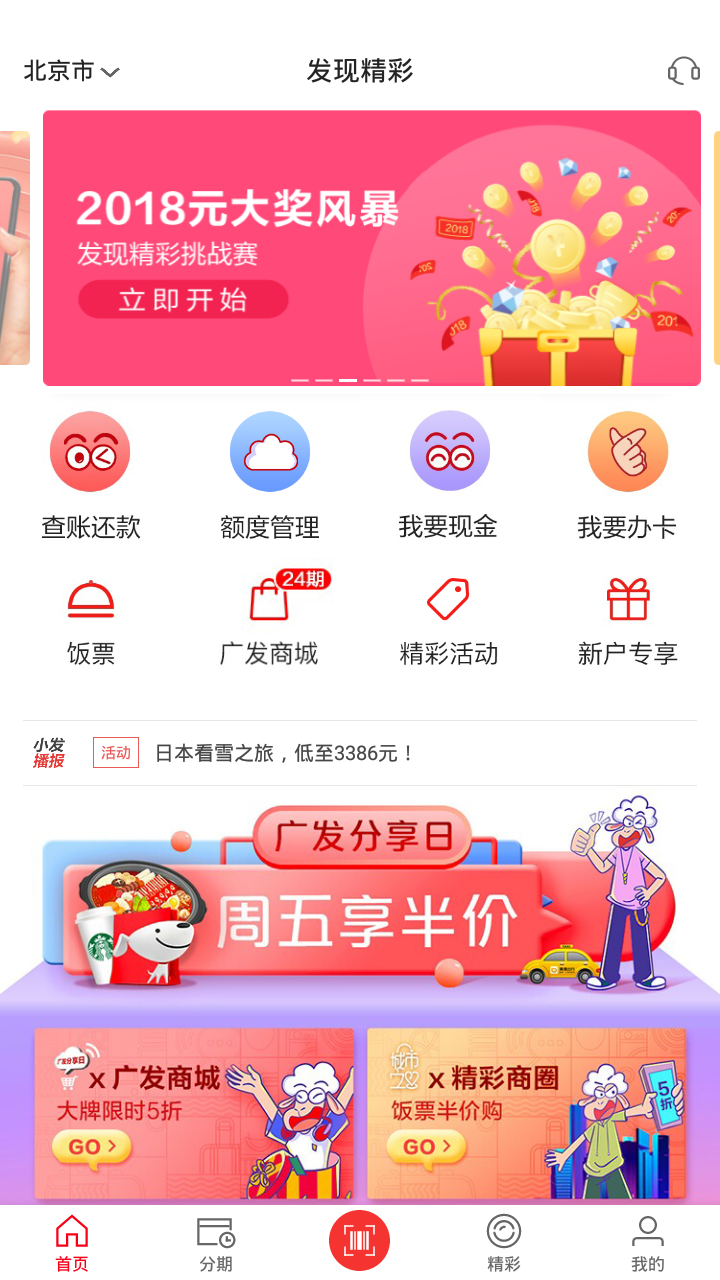 北京市
发现精彩
2018元大奖风暴
发现精彩挑战赛
立即开始
2018
查账还款
额度管理
我要现金
我要办卡
24期
饭票
广发商城
精彩活动
新户专享
小发
播报
活动
日本看雪之旅，低至3386元！
广发分享日
周五享半价
广发分享日
x 广发商城
大牌限时5折
GO >
城市之心
x 精彩商圈
饭票半价购
GO >
5折
首页
分期
精彩
我的